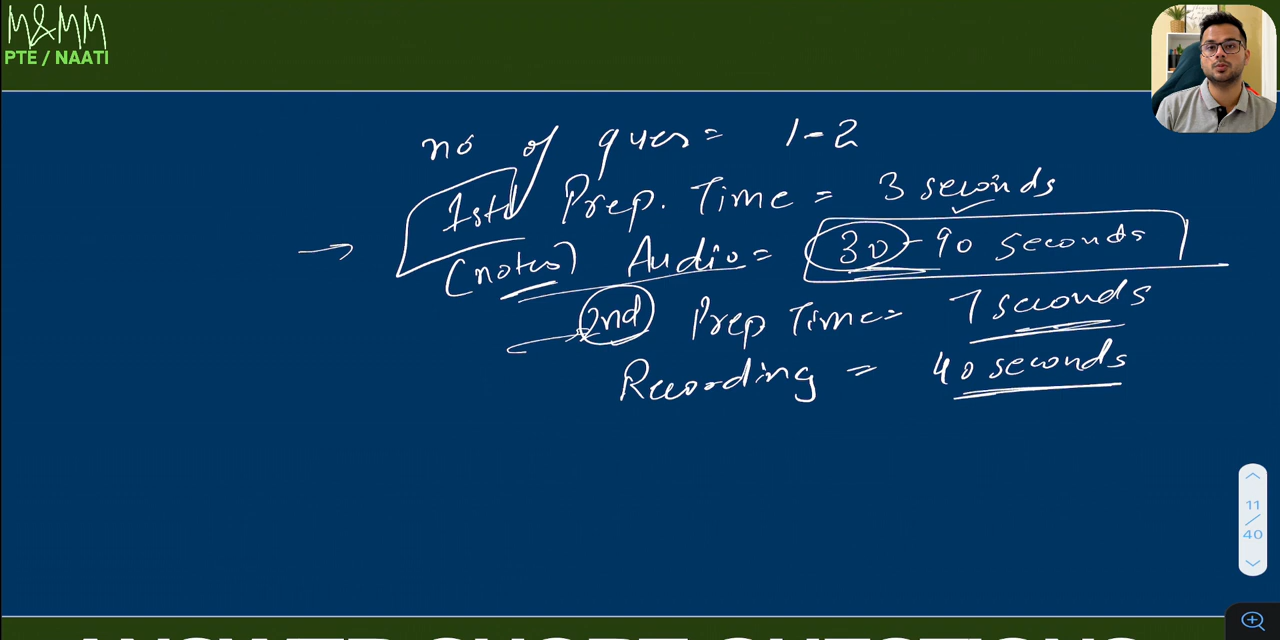 M&MM
PTE / NAATI
no of ques = 1-2
1st Prep. Time = 3 seconds
(notes) Audio = 30-90 seconds
2nd Prep Time = 7 seconds
Recording = 40 seconds
11
/
40